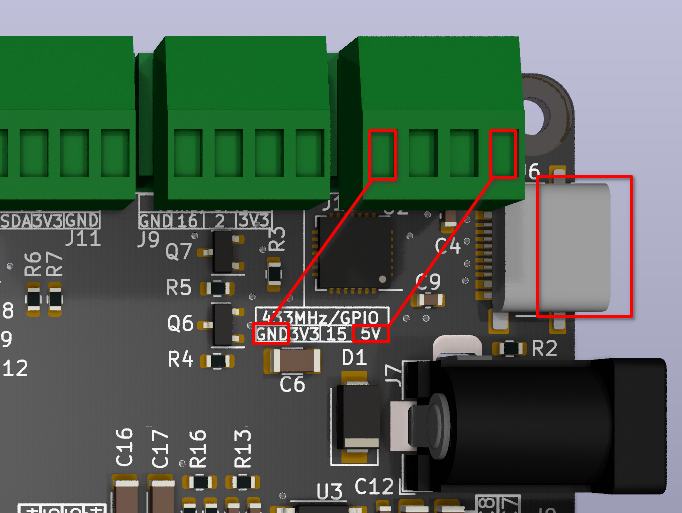 J6
SDA 3V3 GND
GND 16 2 3V3
J11
J9
Q7
R3
C4
R6
R7
R5
C9
433MHz/GPIO
GND 3V3 15 5V
8
Q6
9
R4
D1
R2
12
C6
J7
C16
C17
R16
R13
U3
C12